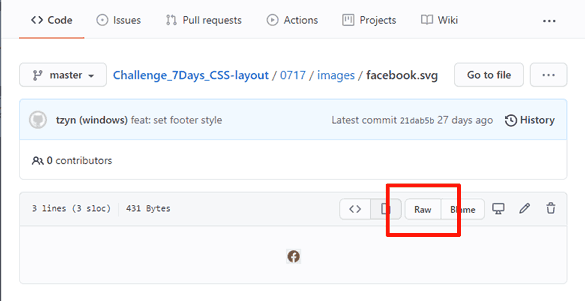 Code Issues Pull requests Actions Projects Wiki ...
master Challenge_7Days_CSS-layout / 0717 / images / facebook.svg Go to file ...
tzyn (windows) feat: set footer style Latest commit 21dab5b 27 days ago History
0 contributors
3 lines (3 sloc) 431 Bytes <> Raw Blame